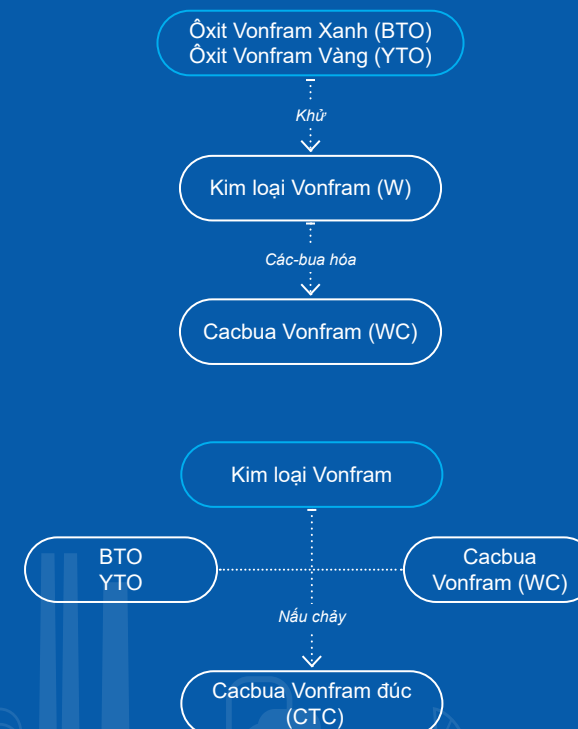 Ôxit Vonfram Xanh (BTO)
Ôxit Vonfram Vàng (YTO)
Khử
Kim loại Vonfram (W)
Các-bua hóa
Cacbua Vonfram (WC)
Kim loại Vonfram
BTO
YTO
Cacbua
Vonfram (WC)
Nấu chảy
Cacbua Vonfram đúc
(CTC)